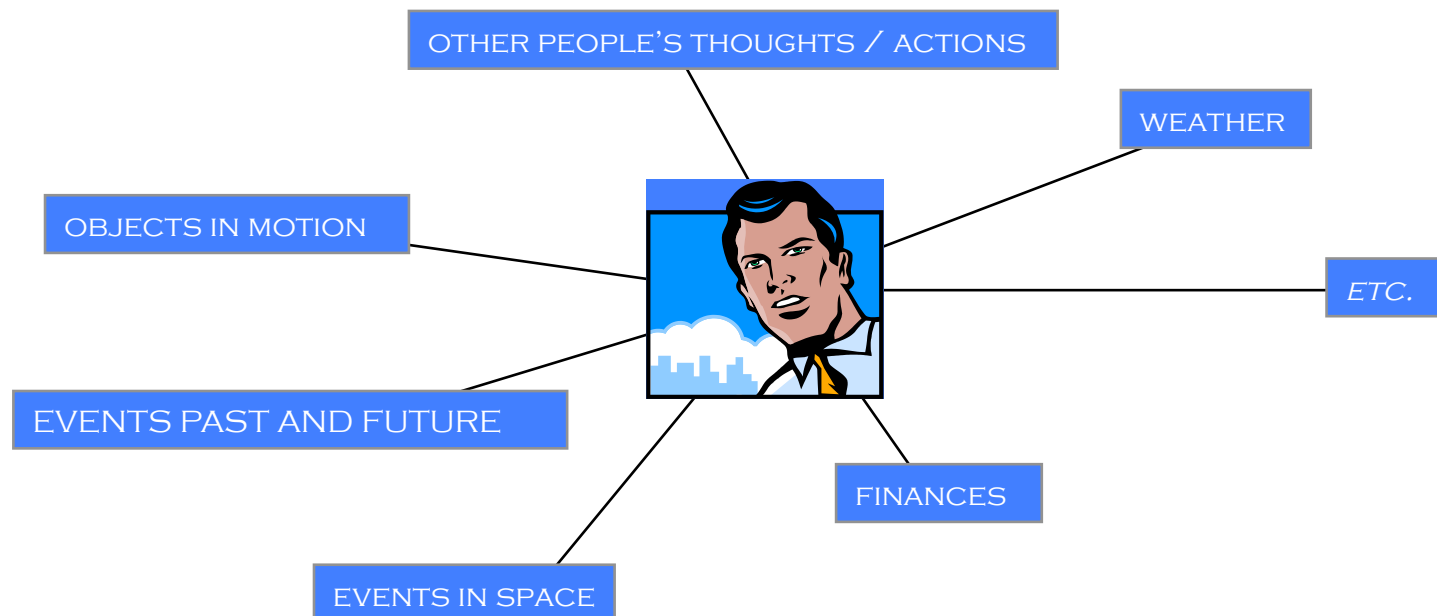 OTHER PEOPLE’S THOUGHTS / ACTIONS
WEATHER
OBJECTS IN MOTION
ETC.
EVENTS PAST AND FUTURE
FINANCES
EVENTS IN SPACE